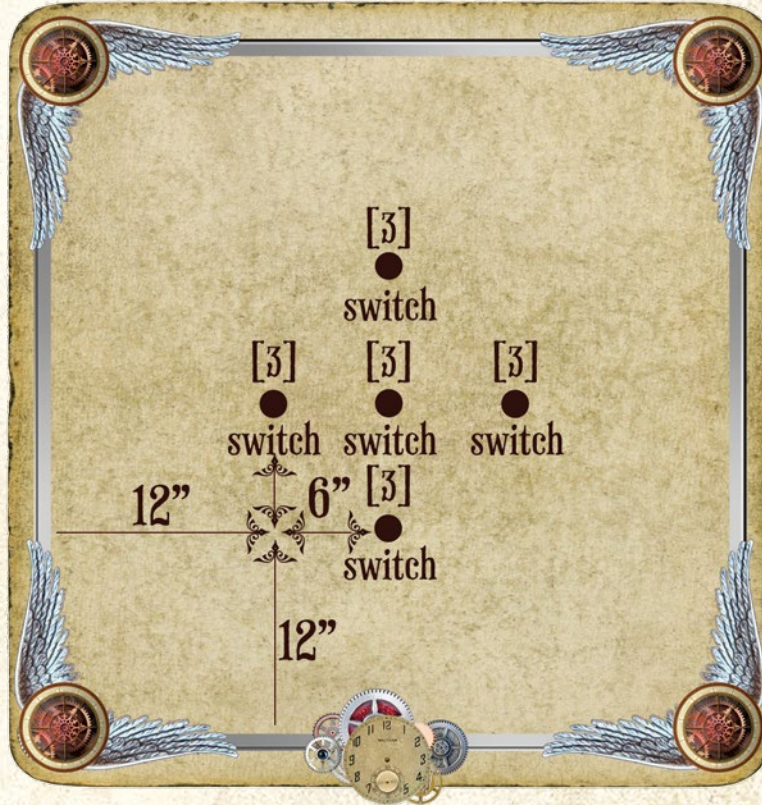 [3]
switch
[3] [3] [3]
switch switch switch
12” 6” [3]
switch
12”